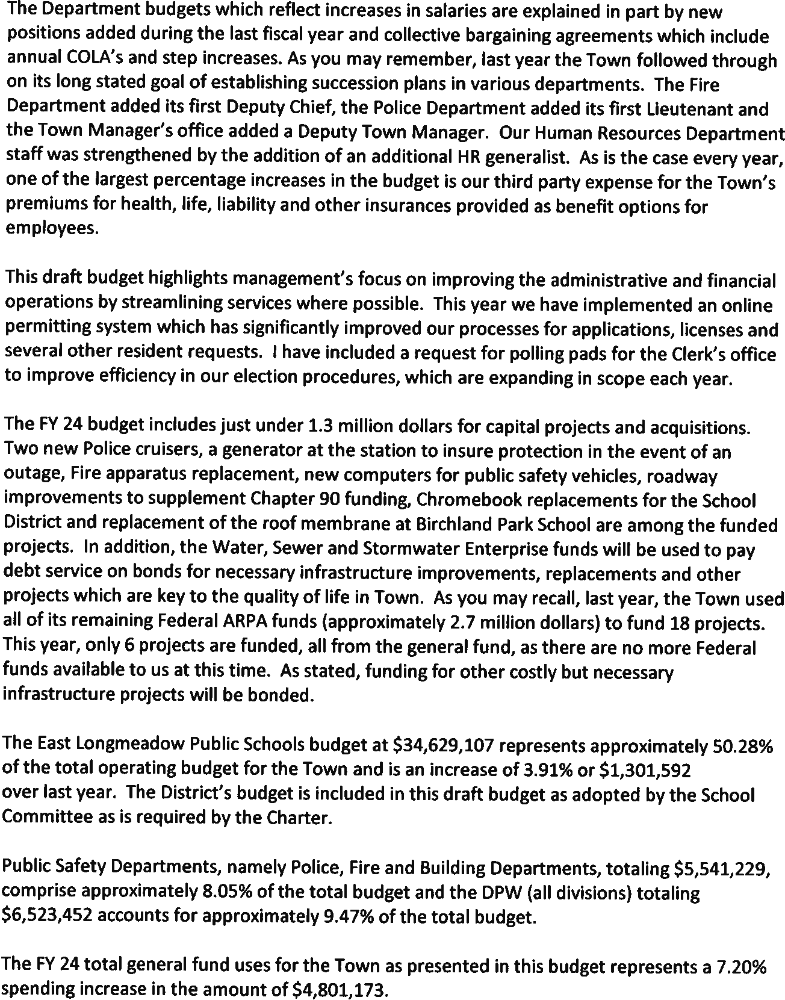 The Department budgets which reflect increases in salaries are explained in part by new
positions added during the last fiscal year and collective bargaining agreements which include
annual COLA's and step increases. As you may remember, last year the Town followed through
on its long stated goal of establishing succession plans in various departments.  The Fire
Department added its first Deputy Chief, the Police Department added its first Lieutenant and
the Town Manager's office added a Deputy Town Manager.  Our Human Resources Department
staff was strengthened by the addition of an additional HR generalist.  As is the case every year,
one of the largest percentage increases in the budget is our third party expense for the Town's
premiums for health, life, liability and other insurances provided as benefit options for
employees.

This draft budget highlights management's focus on improving the administrative and financial
operations by streamlining services where possible.  This year we have implemented an online
permitting system which has significantly improved our processes for applications, licenses and
several other resident requests.  I have included a request for polling pads for the Clerk's office
to improve efficiency in our election procedures, which are expanding in scope each year.

The FY 24 budget includes just under 1.3 million dollars for capital projects and acquisitions.
Two new Police cruisers, a generator at the station to insure protection in the event of an
outage, Fire apparatus replacement, new computers for public safety vehicles, roadway
improvements to supplement Chapter 90 funding, Chromebook replacements for the School
District and replacement of the roof membrane at Birchland Park School are among the funded
projects.  In addition, the Water, Sewer and Stormwater Enterprise funds will be used to pay
debt service on bonds for necessary infrastructure improvements, replacements and other
projects which are key to the quality of life in Town.  As you may recall, last year, the Town used
all of its remaining Federal ARPA funds (approximately 2.7 million dollars) to fund 18 projects.
This year, only 6 projects are funded, all from the general fund, as there are no more Federal
funds available to us at this time.  As stated, funding for other costly but necessary
infrastructure projects will be bonded.

The East Longmeadow Public Schools budget at $34,629,107 represents approximately 50.28%
of the total operating budget for the Town and is an increase of 3.91% or $1,301,592
over last year.  The District's budget is included in this draft budget as adopted by the School
Committee as is required by the Charter.

Public Safety Departments, namely Police, Fire and Building Departments, totaling $5,541,229,
comprise approximately 8.05% of the total budget and the DPW (all divisions) totaling
$6,523,452 accounts for approximately 9.47% of the total budget.

The FY 24 total general fund uses for the Town as presented in this budget represents a 7.20%
spending increase in the amount of $4,801,173.